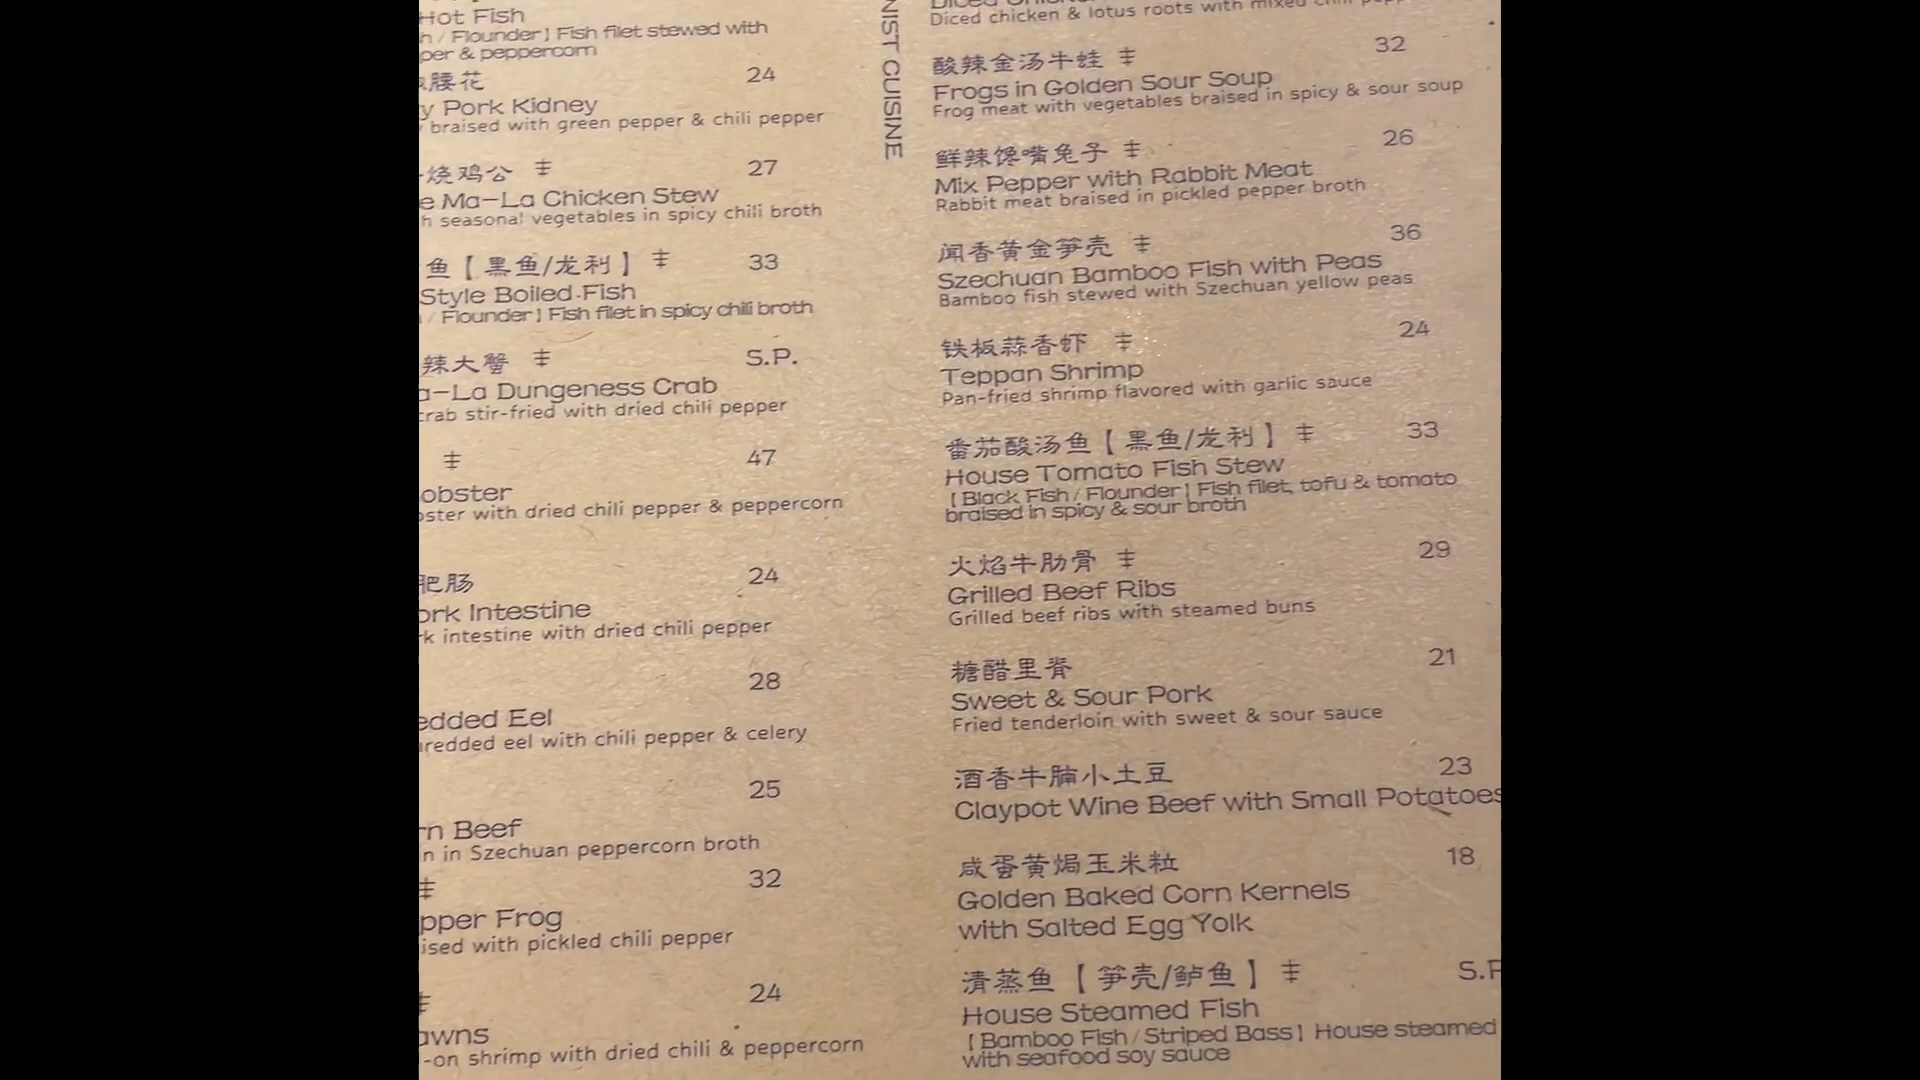 Hot Fish
/ Flounder] Fish filet stewed with
& peppercorn
腰花 24
Pork Kidney
braised with green pepper & chili pepper
烧鸡公 27
Ma-La Chicken Stew
seasonal vegetables in spicy chili broth
鱼【黑鱼/龙利】 33
Style Boiled Fish
/ Flounder] Fish filet in spicy chili broth
辣大蟹 S.P.
-La Dungeness Crab
crab stir-fried with dried chili pepper
47
with dried chili pepper & peppercorn
肥肠 24
Intestine
intestine with dried chili pepper
28
Eel
eel with chili pepper & celery
25
Beef
in Szechuan peppercorn broth
32
Frog
with pickled chili pepper
24
-on shrimp with dried chili & peppercorn
CUISINE
Diced chicken & lotus roots with mixed chili
酸辣金汤牛蛙 32
Frogs in Golden Sour Soup
Frog meat with vegetables braised in spicy & sour soup
鲜辣馋嘴兔子 26
Mix Pepper with Rabbit Meat
Rabbit meat braised in pickled pepper broth
闻香黄金笋壳 36
Szechuan Bamboo Fish with Peas
Bamboo fish stewed with Szechuan yellow peas
铁板蒜香虾 24
Teppan Shrimp
Pan-fried shrimp flavored with garlic sauce
番茄酸汤鱼【黑鱼/龙利】 33
House Tomato Fish Stew
[Black Fish / Flounder] Fish filet, tofu & tomato
braised in spicy & sour broth
火焰牛肋骨 29
Grilled Beef Ribs
Grilled beef ribs with steamed buns
糖醋里脊 21
Sweet & Sour Pork
Fried tenderloin with sweet & sour sauce
酒香牛腩小土豆 23
Claypot Wine Beef with Small Potatoes
咸蛋黄焗玉米粒 18
Golden Baked Corn Kernels
with Salted Egg Yolk
清蒸鱼【笋壳/鲈鱼】 S.P
House Steamed Fish
[Bamboo Fish / Striped Bass] House steamed
with seafood soy sauce